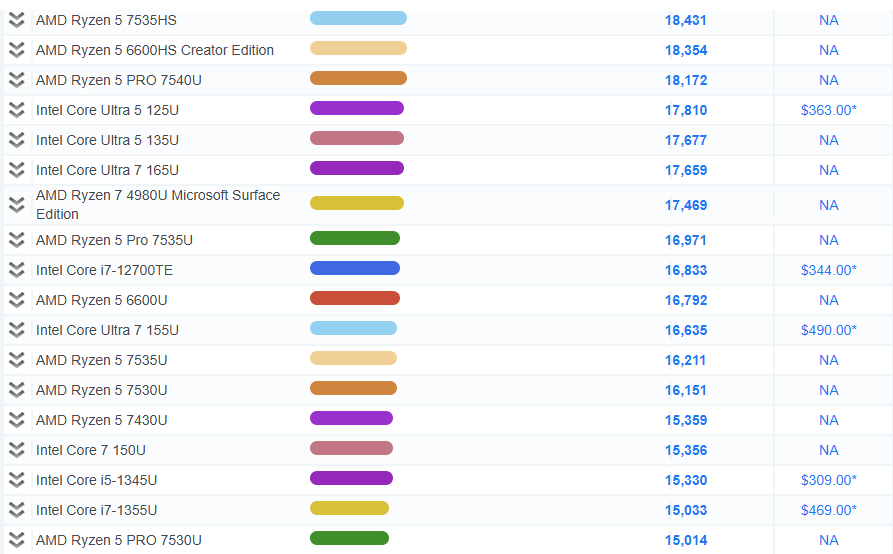 AMD Ryzen 5 7535HS 18,431 NA
AMD Ryzen 5 6600HS Creator Edition 18,354 NA
AMD Ryzen 5 PRO 7540U 18,172 NA
Intel Core Ultra 5 125U 17,810 $363.00*
Intel Core Ultra 5 135U 17,677 NA
Intel Core Ultra 7 165U 17,659 NA
AMD Ryzen 7 4980U Microsoft Surface
Edition 17,469 NA
AMD Ryzen 5 Pro 7535U 16,971 NA
Intel Core i7-12700TE 16,833 $344.00*
AMD Ryzen 5 6600U 16,792 NA
Intel Core Ultra 7 155U 16,635 $490.00*
AMD Ryzen 5 7535U 16,211 NA
AMD Ryzen 5 7530U 16,151 NA
AMD Ryzen 5 7430U 15,359 NA
Intel Core 7 150U 15,356 NA
Intel Core i5-1345U 15,330 $309.00*
Intel Core i7-1355U 15,033 $469.00*
AMD Ryzen 5 PRO 7530U 15,014 NA